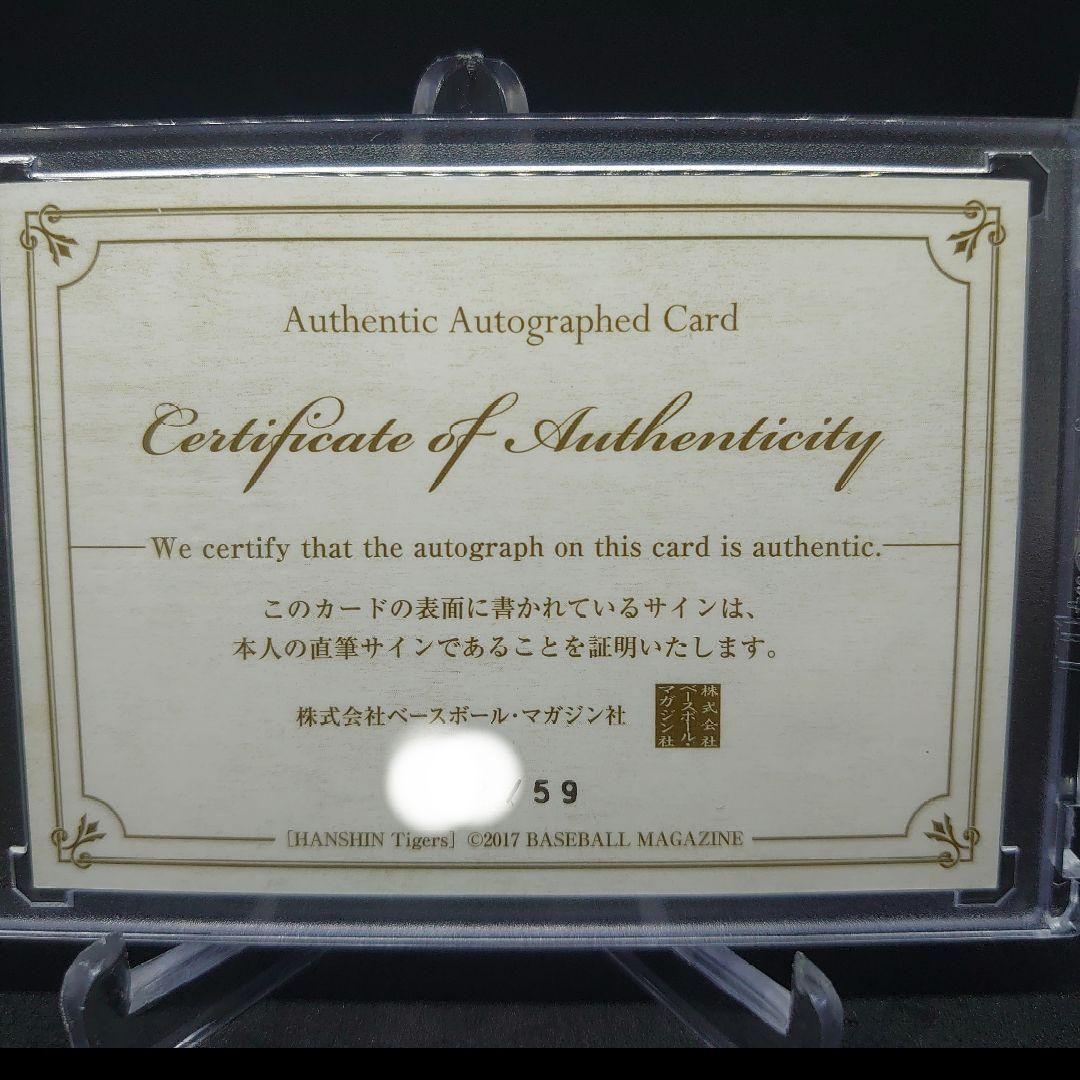 Authentic Autographed Card
Certificate of Authenticity
We certify that the autograph on this card is authentic.
このカードの表面に書かれているサインは、
本人の直筆サインであることを証明いたします。
株式会社ベースボール・マガジン社
株式会社
ベースボール・
マガジン社
/59
[HANSHIN Tigers] ©2017 BASEBALL MAGAZINE